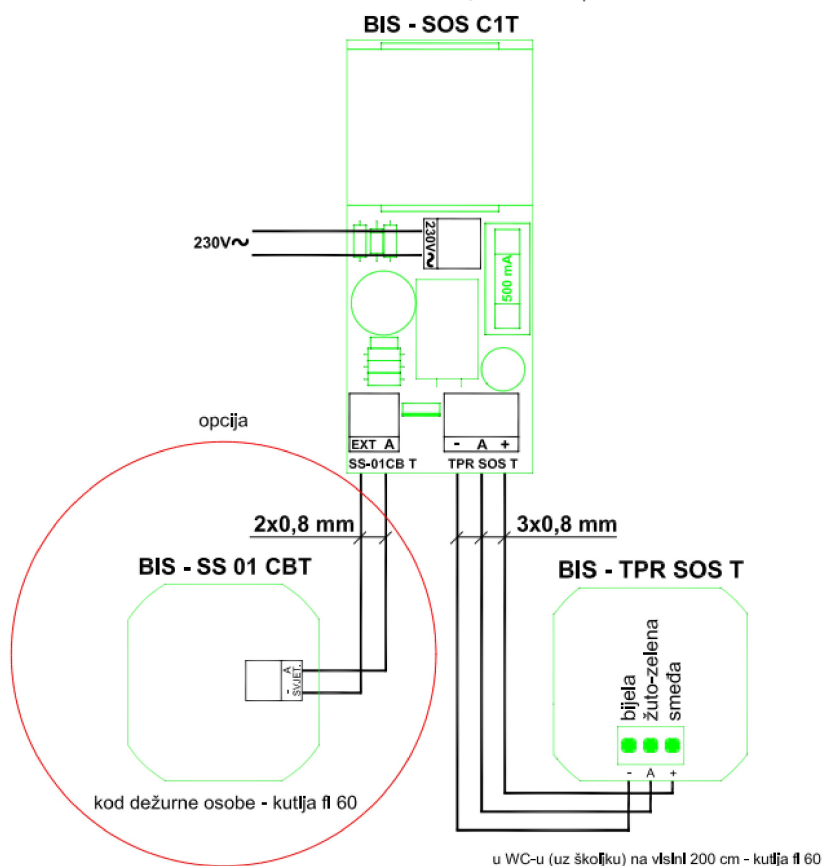 BIS - SOS C1T
230V~
230V~
500 mA
opcija
EXT A
- A +
SS-01CB T
TPR SOS T
2x0,8 mm
3x0,8 mm
BIS - SS 01 CBT
BIS - TPR SOS T
A
-
SVJET.
bijela
žuto-zelena
smeđa
- A +
kod dežurne osobe - kutija fl 60
u WC-u (uz školjku) na visini 200 cm - kutija fl 60